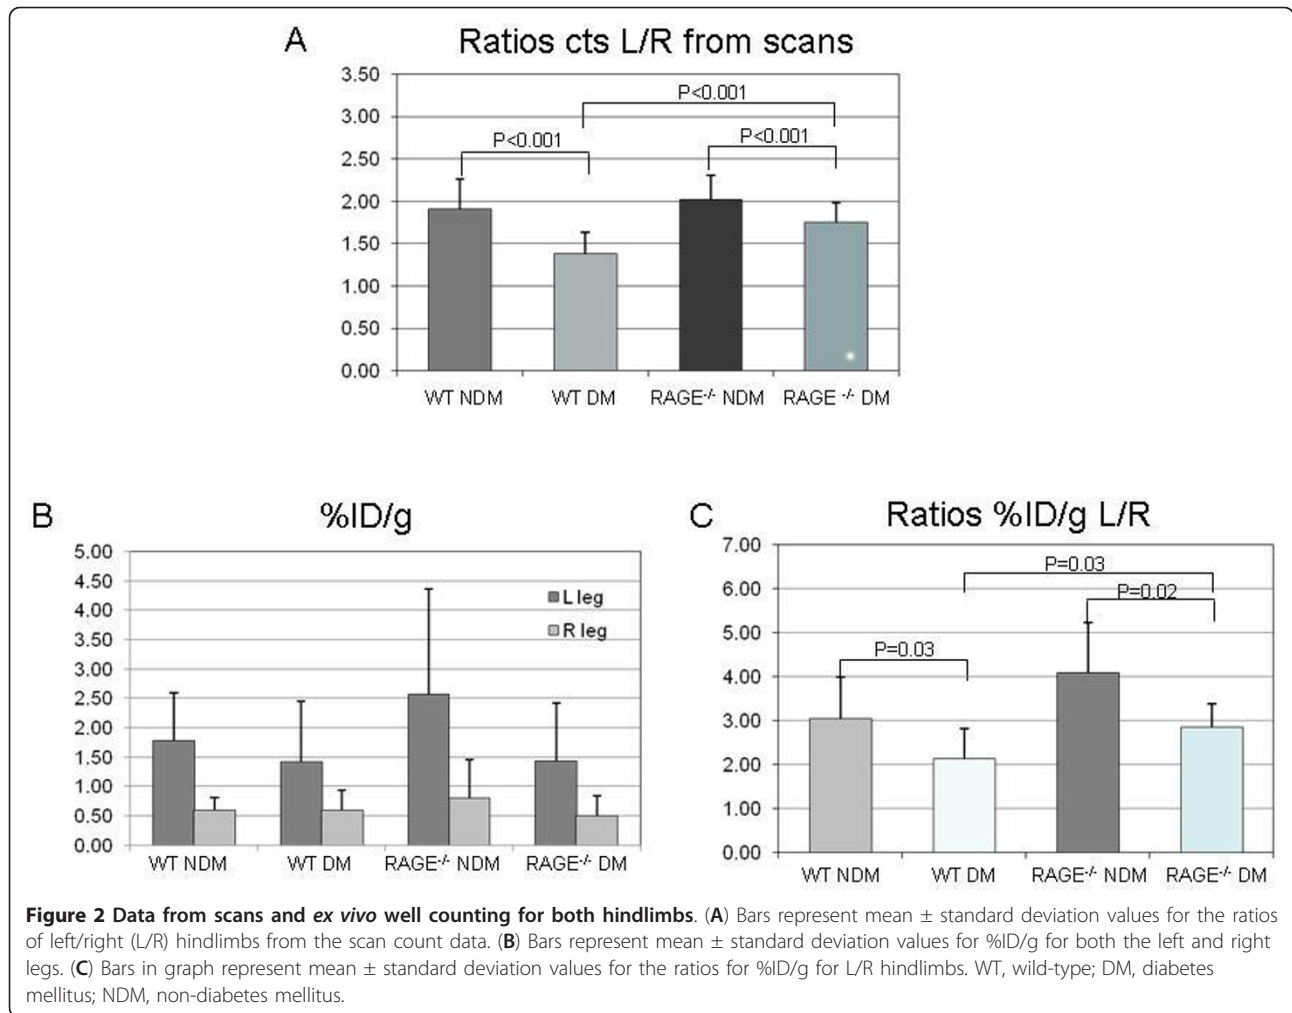 A
Ratios cts L/R from scans
3.50
3.00
2.50
2.00
1.50
1.00
0.50
0.00
P<0.001
P<0.001
P<0.001
WT NDM
WT DM
RAGE-/- NDM
RAGE -/- DM
B
%ID/g
5.00
4.50
4.00
3.50
3.00
2.50
2.00
1.50
1.00
0.50
0.00
L leg
R leg
WT NDM
WT DM
RAGE-/- NDM
RAGE-/- DM
C
Ratios %ID/g L/R
7.00
6.00
5.00
4.00
3.00
2.00
1.00
0.00
P=0.03
P=0.02
P=0.03
WT NDM
WT DM
RAGE-/- NDM
RAGE-/- DM
Figure 2 Data from scans and ex vivo well counting for both hindlimbs. (A) Bars represent mean ± standard deviation values for the ratios
of left/right (L/R) hindlimbs from the scan count data. (B) Bars represent mean ± standard deviation values for %ID/g for both the left and right
legs. (C) Bars in graph represent mean ± standard deviation values for the ratios for %ID/g for L/R hindlimbs. WT, wild-type; DM, diabetes
mellitus; NDM, non-diabetes mellitus.